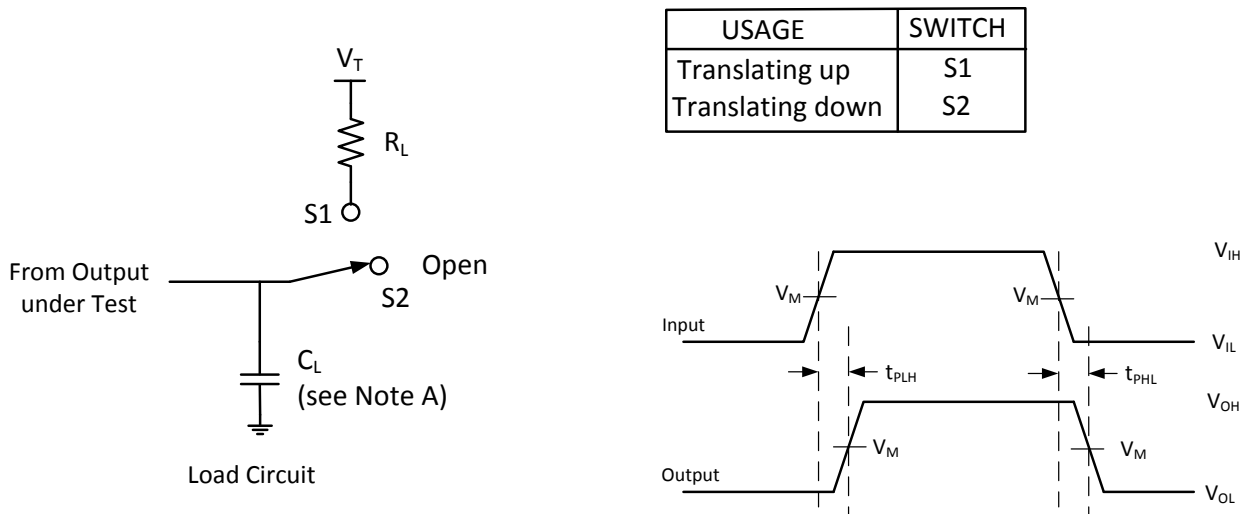 V_T
R_L
S1
From Output
under Test
Open
S2
C_L
(see Note A)
Load Circuit
USAGE SWITCH
Translating up S1
Translating down S2
V_IH
V_M V_M
Input
V_IL
t_PLH t_PHL
V_OH
V_M V_M
Output
V_OL